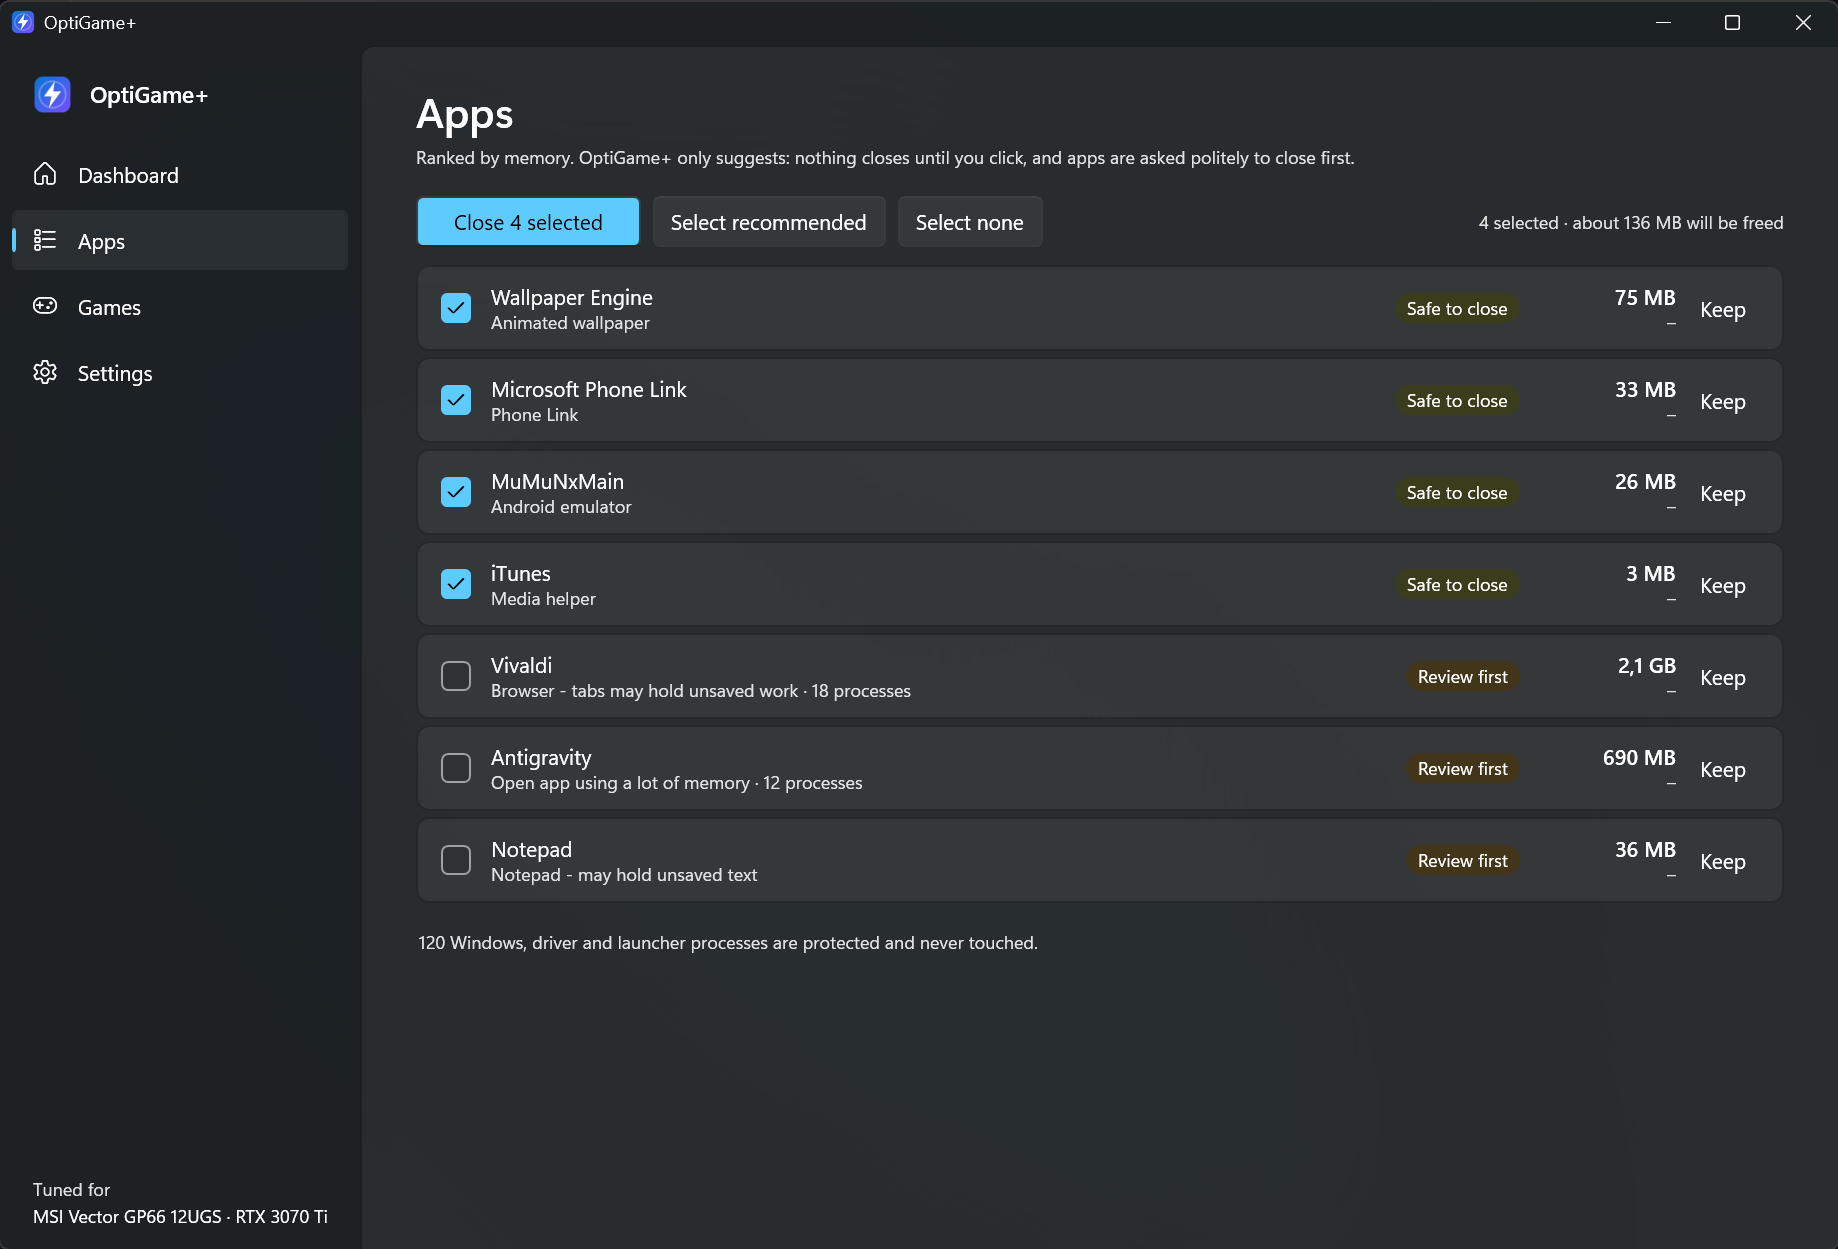 OptiGame+
OptiGame+
Dashboard
Apps
Games
Settings
Tuned for
MSI Vector GP66 12UGS · RTX 3070 Ti
Apps
Ranked by memory. OptiGame+ only suggests: nothing closes until you click, and apps are asked politely to close first.
Close 4 selected
Select recommended
Select none
4 selected · about 136 MB will be freed
Wallpaper Engine
Animated wallpaper
Safe to close
75 MB
–
Keep
Microsoft Phone Link
Phone Link
Safe to close
33 MB
–
Keep
MuMuNxMain
Android emulator
Safe to close
26 MB
–
Keep
iTunes
Media helper
Safe to close
3 MB
–
Keep
Vivaldi
Browser - tabs may hold unsaved work · 18 processes
Review first
2,1 GB
–
Keep
Antigravity
Open app using a lot of memory · 12 processes
Review first
690 MB
–
Keep
Notepad
Notepad - may hold unsaved text
Review first
36 MB
–
Keep
120 Windows, driver and launcher processes are protected and never touched.